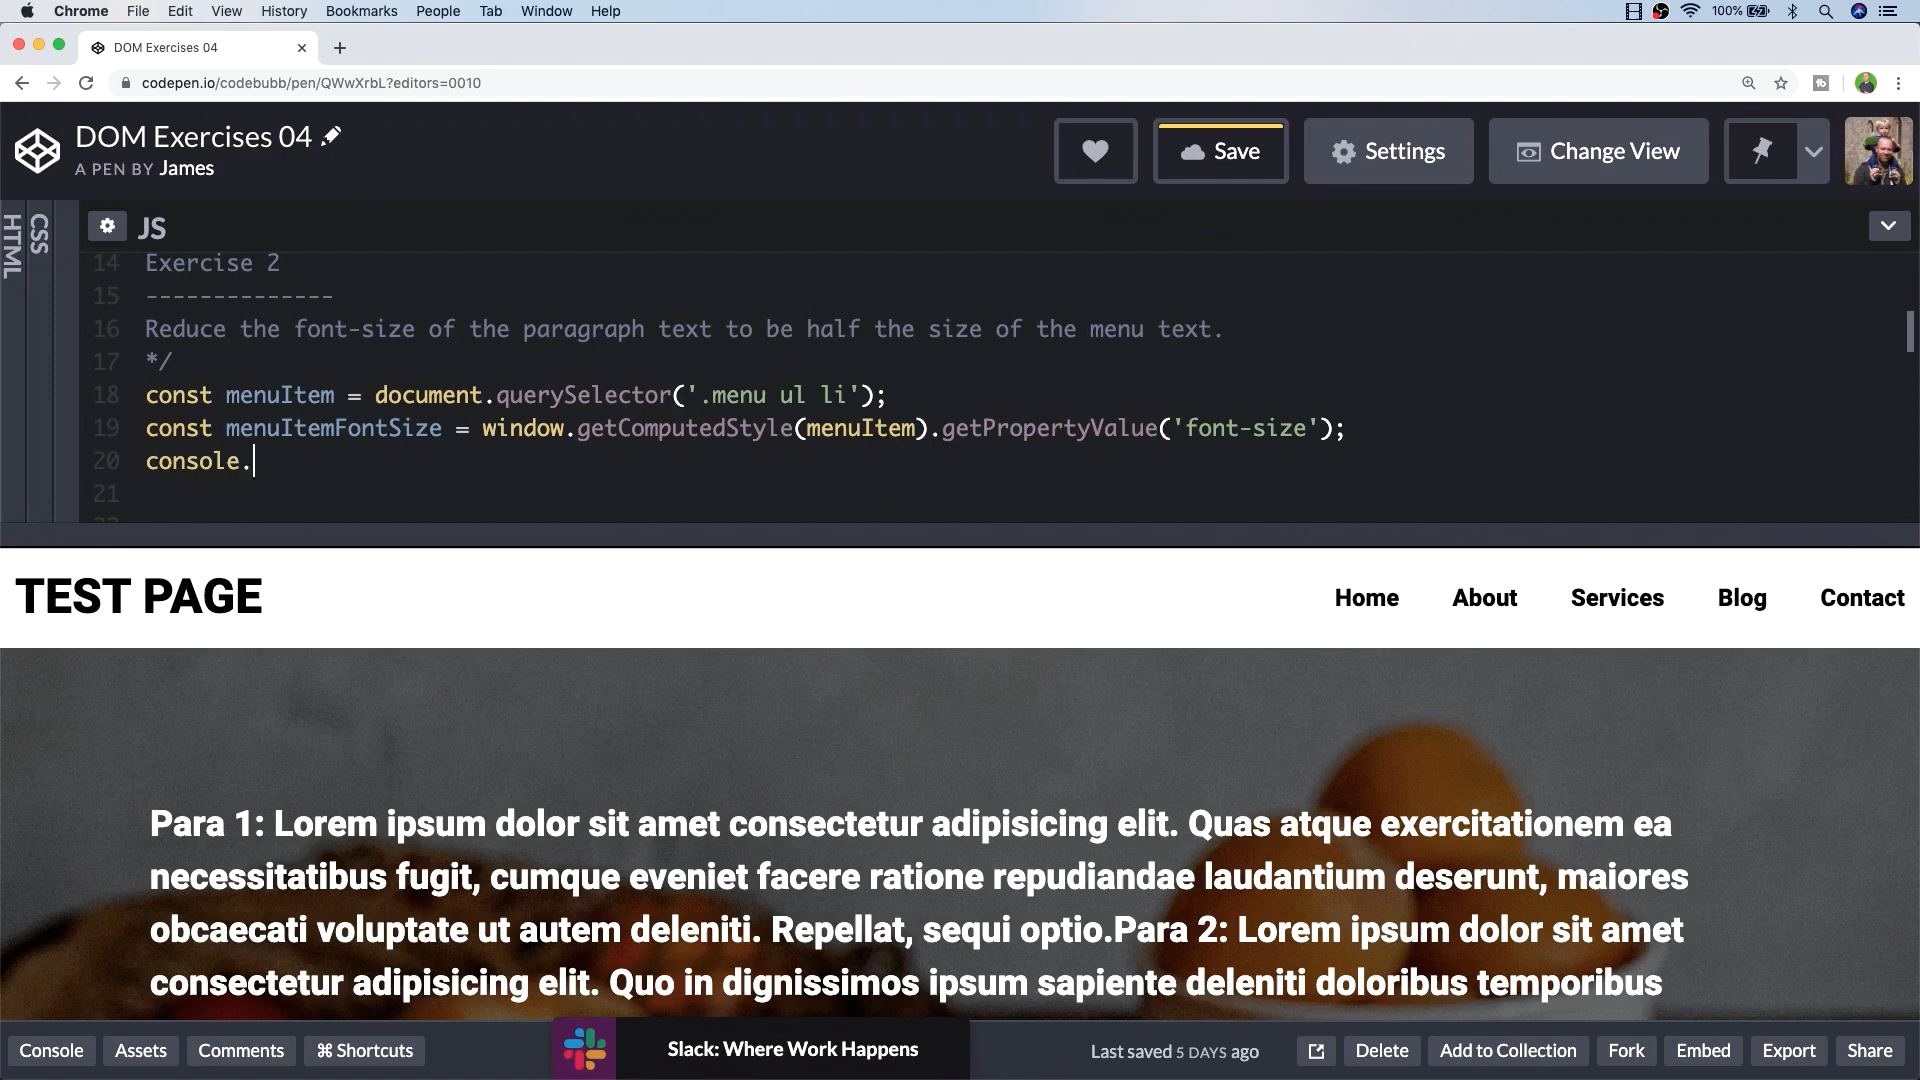 Chrome File Edit View History Bookmarks People Tab Window Help 100%
DOM Exercises 04
codepen.io/codebubb/pen/QWwXrbL?editors=0010
DOM Exercises 04
A PEN BY James
Save Settings Change View
HTML
CSS
JS
14 Exercise 2
15 --------------
16 Reduce the font-size of the paragraph text to be half the size of the menu text.
17 */
18 const menuItem = document.querySelector('.menu ul li');
19 const menuItemFontSize = window.getComputedStyle(menuItem).getPropertyValue('font-size');
20 console.
21
TEST PAGE Home About Services Blog Contact
Para 1: Lorem ipsum dolor sit amet consectetur adipisicing elit. Quas atque exercitationem ea
necessitatibus fugit, cumque eveniet facere ratione repudiandae laudantium deserunt, maiores
obcaecati voluptate ut autem deleniti. Repellat, sequi optio.Para 2: Lorem ipsum dolor sit amet
consectetur adipisicing elit. Quo in dignissimos ipsum sapiente deleniti doloribus temporibus
Console Assets Comments ⌘ Shortcuts Slack: Where Work Happens Last saved 5 DAYS ago Delete Add to Collection Fork Embed Export Share